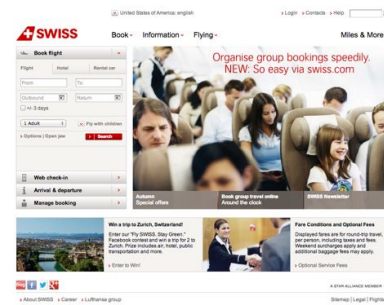 United States of America: english
Login
Contacts
Help
SWISS
Book
Information
Flying
Miles & More
Book flight
Flight
Hotel
Rental car
From
To
Outbound
Return
+/- 3 days
1 Adult
Fly with children
Options | Open jaw
Search
Web check-in
Arrival & departure
Manage booking
Organise group bookings speedily.
NEW: So easy via swiss.com
Autumn
Special offers
Book group travel online
Around the clock
SWISS Newsletter
Win a trip to Zurich, Switzerland!
Enter our "Fly SWISS. Stay Green."
Facebook contest and win a trip for 2 to
Zurich. Prize includes air, hotel, public
transportation and more.
Enter to Win!
Fare Conditions and Optional Fees
Displayed fares are for round-trip travel,
per person, including taxes and fees.
Weekend surcharges apply and
additional baggage fees may apply.
Optional Service Fees
A STAR ALLIANCE MEMBER
About SWISS
Career
Lufthansa group
Sitemap | Legal | Flights